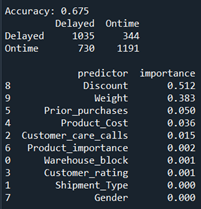 Accuracy: 0.675
Delayed Ontime
Delayed 1035 344
Ontime 730 1191
predictor importance
8 Discount 0.512
9 Weight 0.383
5 Prior_purchases 0.050
4 Product_Cost 0.036
2 Customer_care_calls 0.015
6 Product_importance 0.002
0 Warehouse_block 0.001
3 Customer_rating 0.001
1 Shipment_Type 0.000
7 Gender 0.000